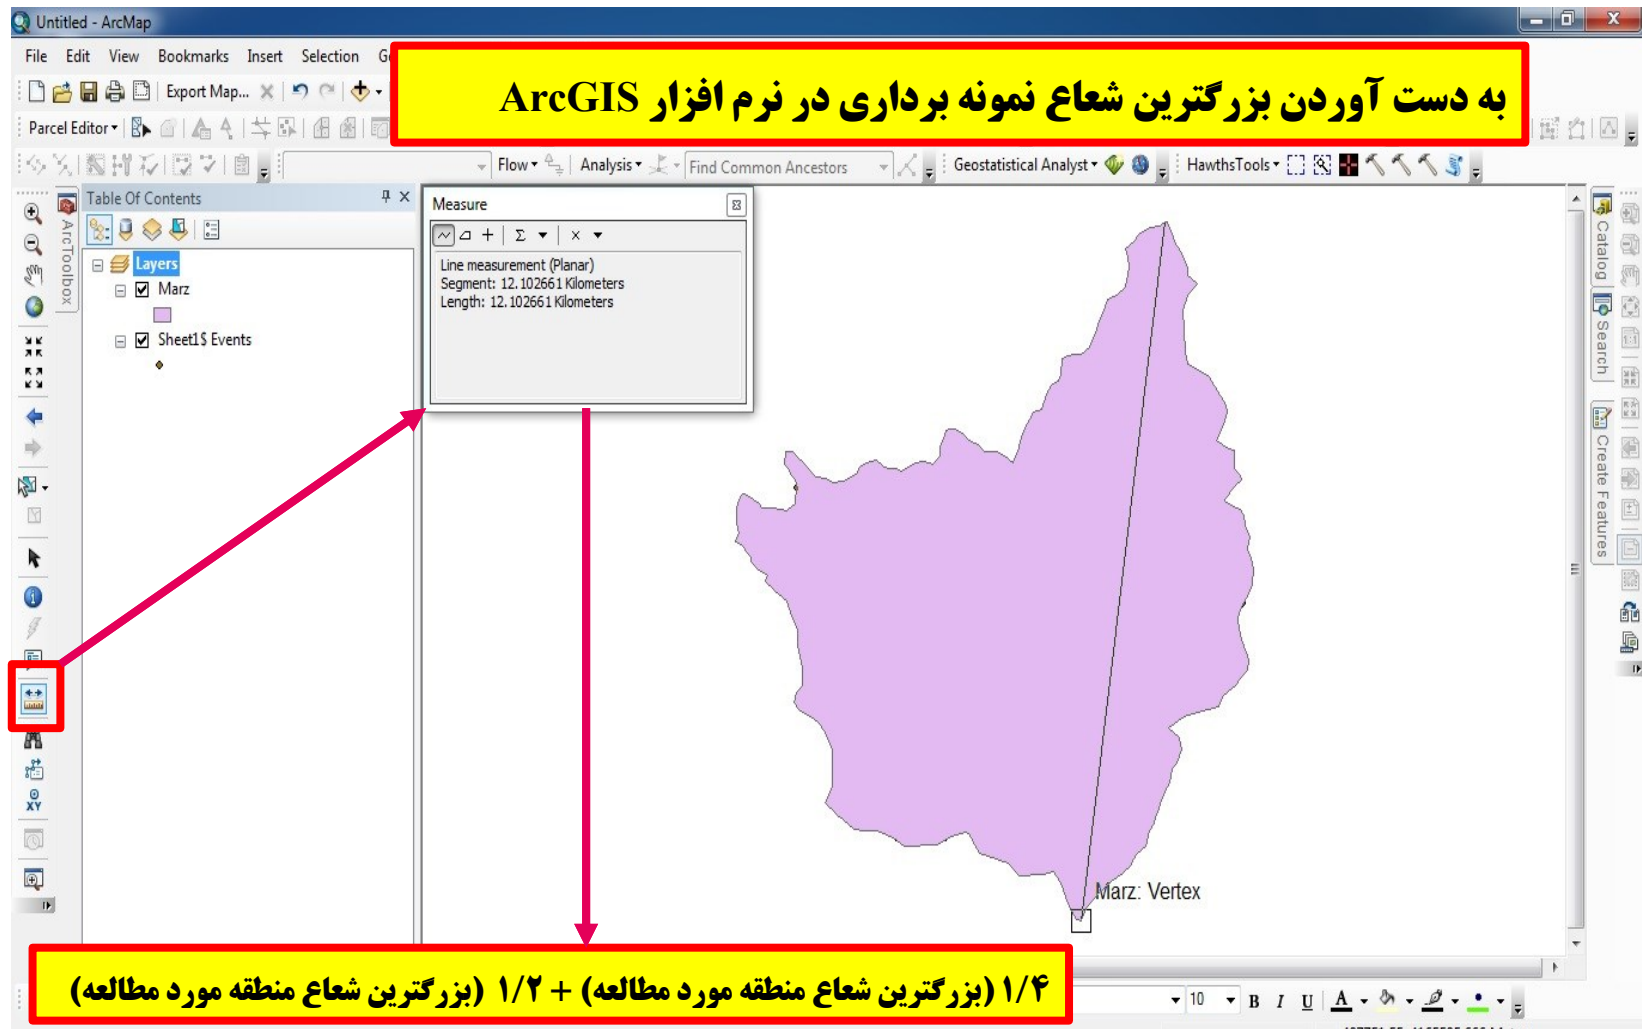 Untitled - ArcMap
File Edit View Bookmarks Insert Selection
به دست آوردن بزرگترین شعاع نمونه برداری در نرم افزار ArcGIS
Export Map...
Parcel Editor
Flow Analysis Find Common Ancestors Geostatistical Analyst HawthsTools
Table Of Contents
ArcToolbox
Layers
Marz
Sheet1$ Events
Measure
Line measurement (Planar)
Segment: 12.102661 Kilometers
Length: 12.102661 Kilometers
Catalog
Search
Create Features
XY
Marz: Vertex
۱/۴ (بزرگترین شعاع منطقه مورد مطالعه) + ۱/۲ (بزرگترین شعاع منطقه مورد مطالعه)
10 B I U A